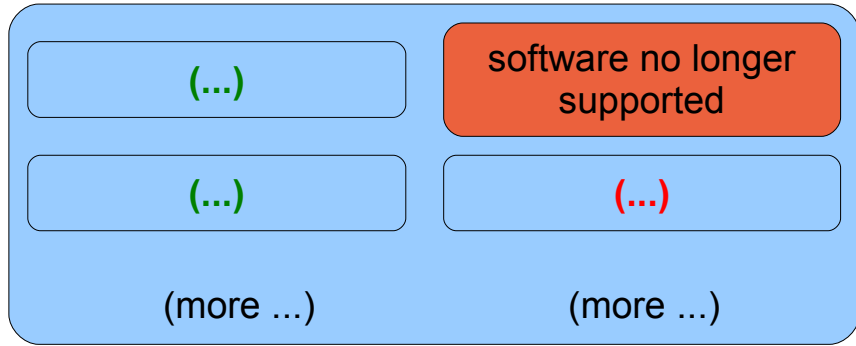 (...)
software no longer
supported
(...)
(...)
(more ...)
(more ...)